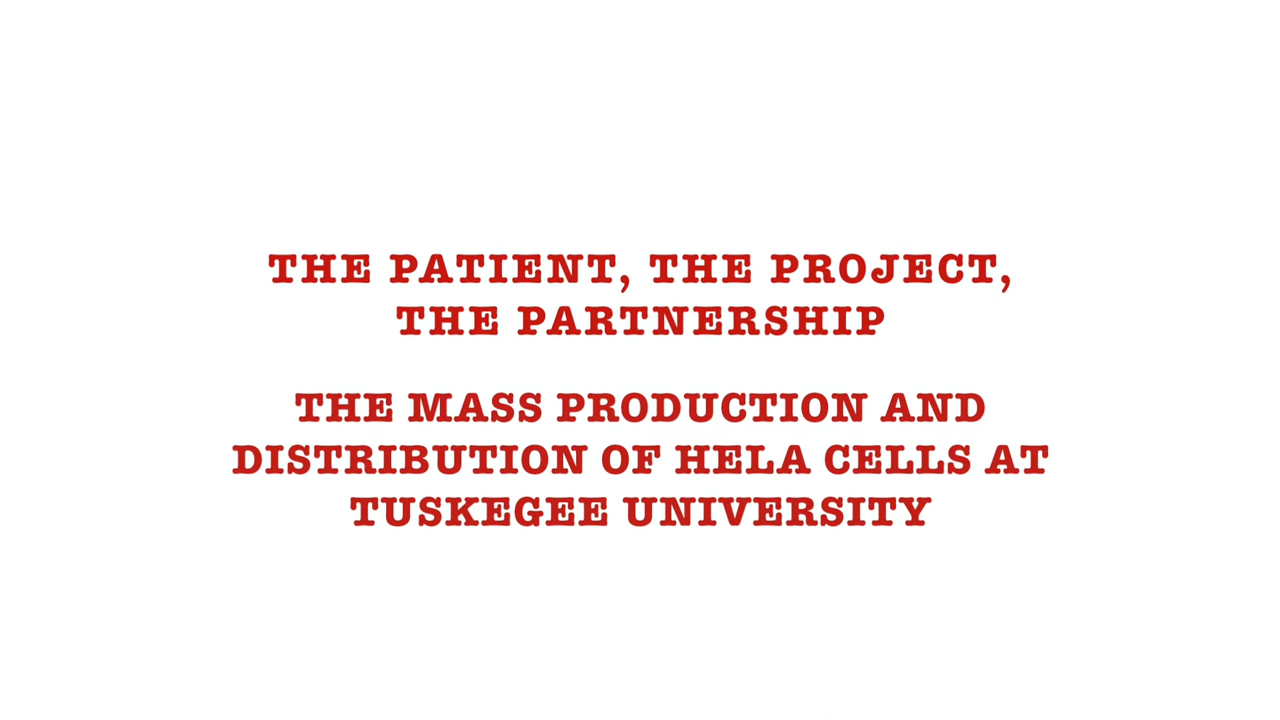 THE PATIENT, THE PROJECT,
THE PARTNERSHIP
THE MASS PRODUCTION AND
DISTRIBUTION OF HELA CELLS AT
TUSKEGEE UNIVERSITY